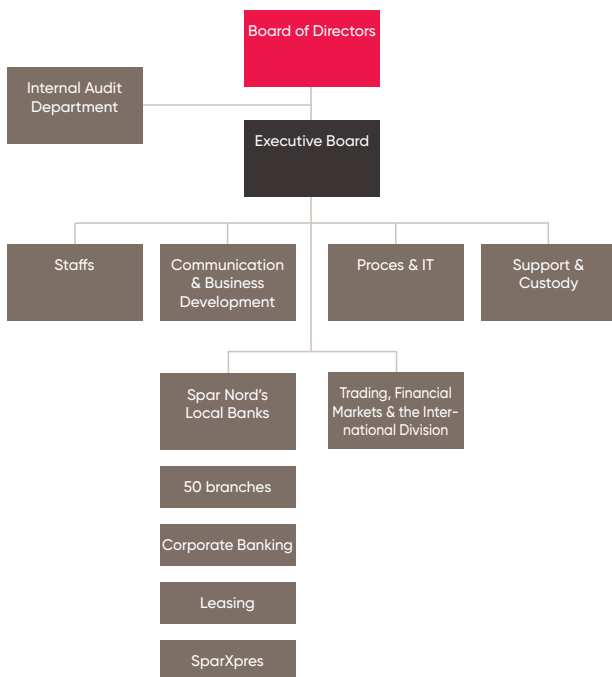 Board of Directors
Internal Audit
Department
Executive Board
Staffs
Communication
& Business
Development
Proces & IT
Support &
Custody
Spar Nord's
Local Banks
Trading, Financial
Markets & the Inter-
national Division
50 branches
Corporate Banking
Leasing
SparXpres